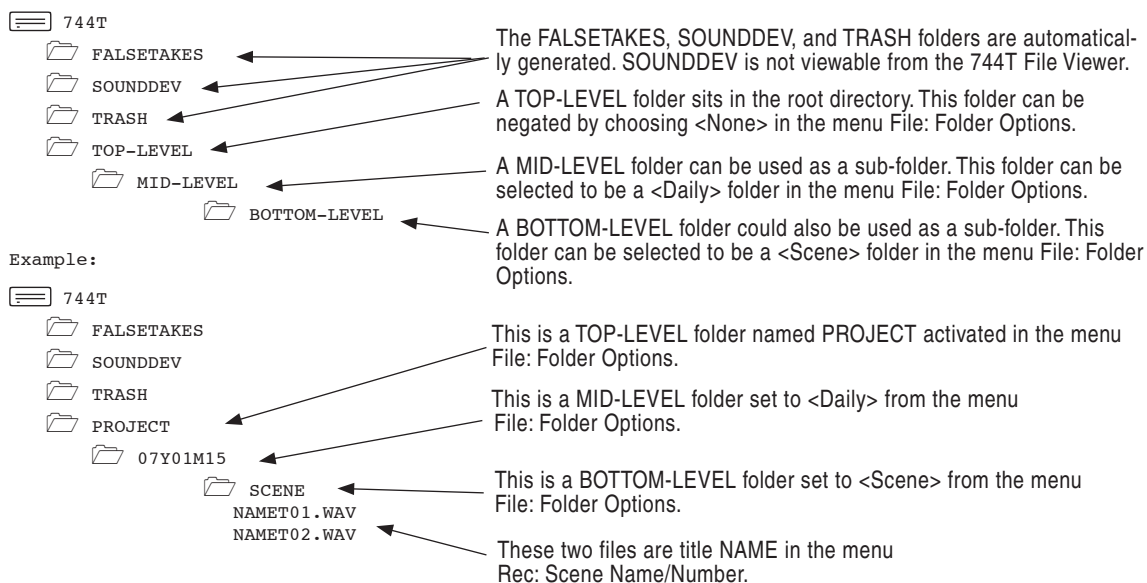 744T
FALSETAKES
SOUNDDEV
TRASH
TOP-LEVEL
MID-LEVEL
BOTTOM-LEVEL
The FALSETAKES, SOUNDDEV, and TRASH folders are automatical-
ly generated. SOUNDDEV is not viewable from the 744T File Viewer.
A TOP-LEVEL folder sits in the root directory. This folder can be
negated by choosing <None> in the menu File: Folder Options.
A MID-LEVEL folder can be used as a sub-folder. This folder can be
selected to be a <Daily> folder in the menu File: Folder Options.
A BOTTOM-LEVEL folder could also be used as a sub-folder. This
folder can be selected to be a <Scene> folder in the menu File: Folder
Options.
Example:
744T
FALSETAKES
SOUNDDEV
TRASH
PROJECT
07Y01M15
SCENE
NAMET01.WAV
NAMET02.WAV
This is a TOP-LEVEL folder named PROJECT activated in the menu
File: Folder Options.
This is a MID-LEVEL folder set to <Daily> from the menu
File: Folder Options.
This is a BOTTOM-LEVEL folder set to <Scene> from the menu
File: Folder Options.
These two files are title NAME in the menu
Rec: Scene Name/Number.